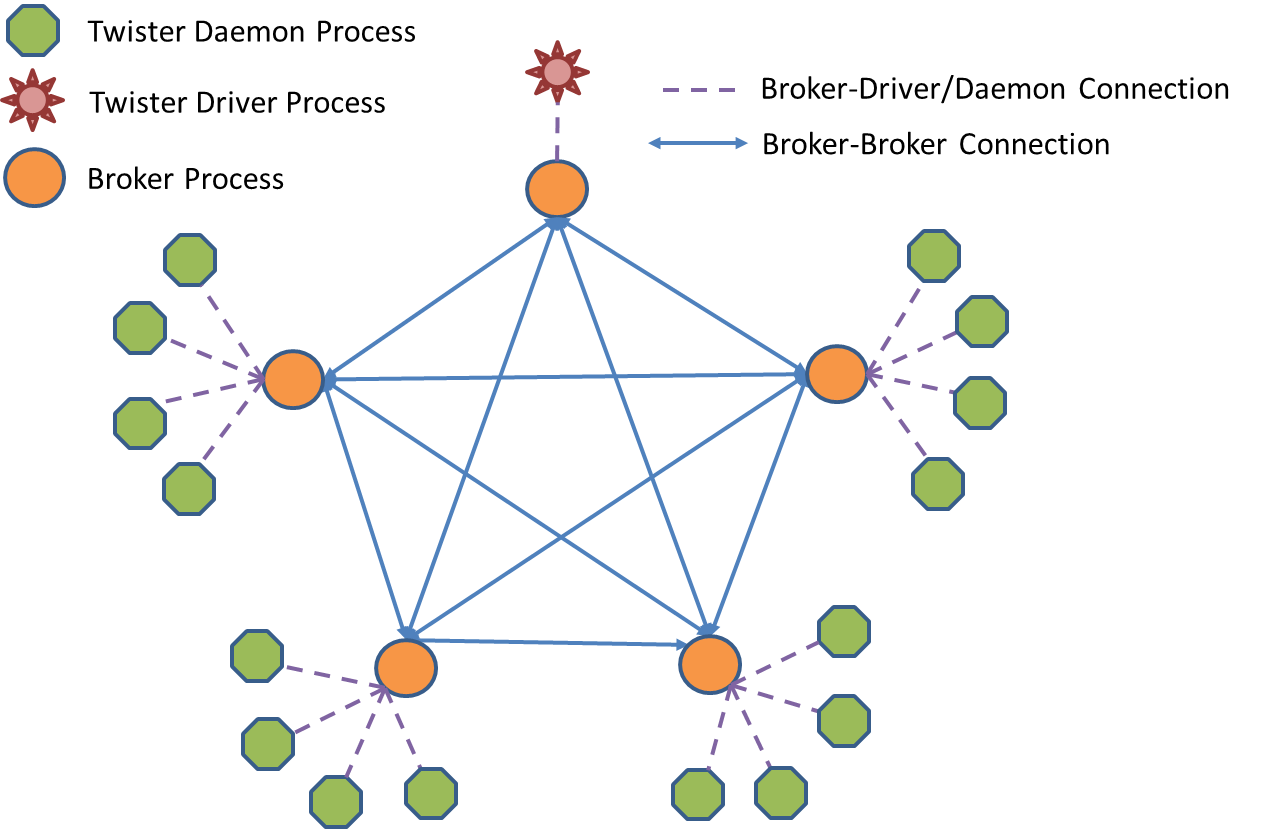 Twister Daemon Process
Twister Driver Process
Broker Process
Broker-Driver/Daemon Connection
Broker-Broker Connection